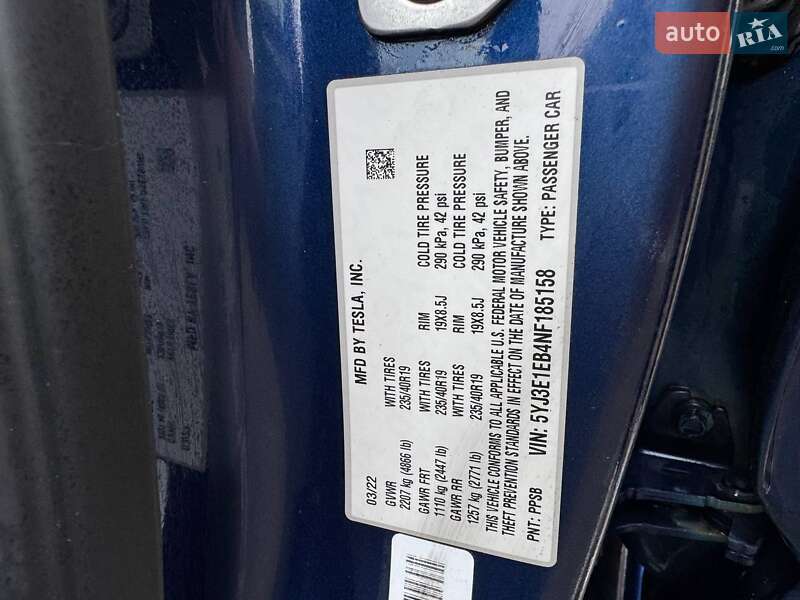 auto RIA
.com
MFD BY TESLA, INC.
03/22
GVWR WITH TIRES RIM COLD TIRE PRESSURE
2207 kg (4866 lb) 235/40R19 19X8.5J 290 kPa, 42 psi
GAWR FRT WITH TIRES
1110 kg (2447 lb) 235/40R19
GAWR RR WITH TIRES RIM COLD TIRE PRESSURE
1257 kg (2771 lb) 235/40R19 19X8.5J 290 kPa, 42 psi
THIS VEHICLE CONFORMS TO ALL APPLICABLE U.S. FEDERAL MOTOR VEHICLE SAFETY, BUMPER, AND
THEFT PREVENTION STANDARDS IN EFFECT ON THE DATE OF MANUFACTURE SHOWN ABOVE.
VIN: 5YJ3E1EB4NF185158 TYPE: PASSENGER CAR
PNT: PPSB